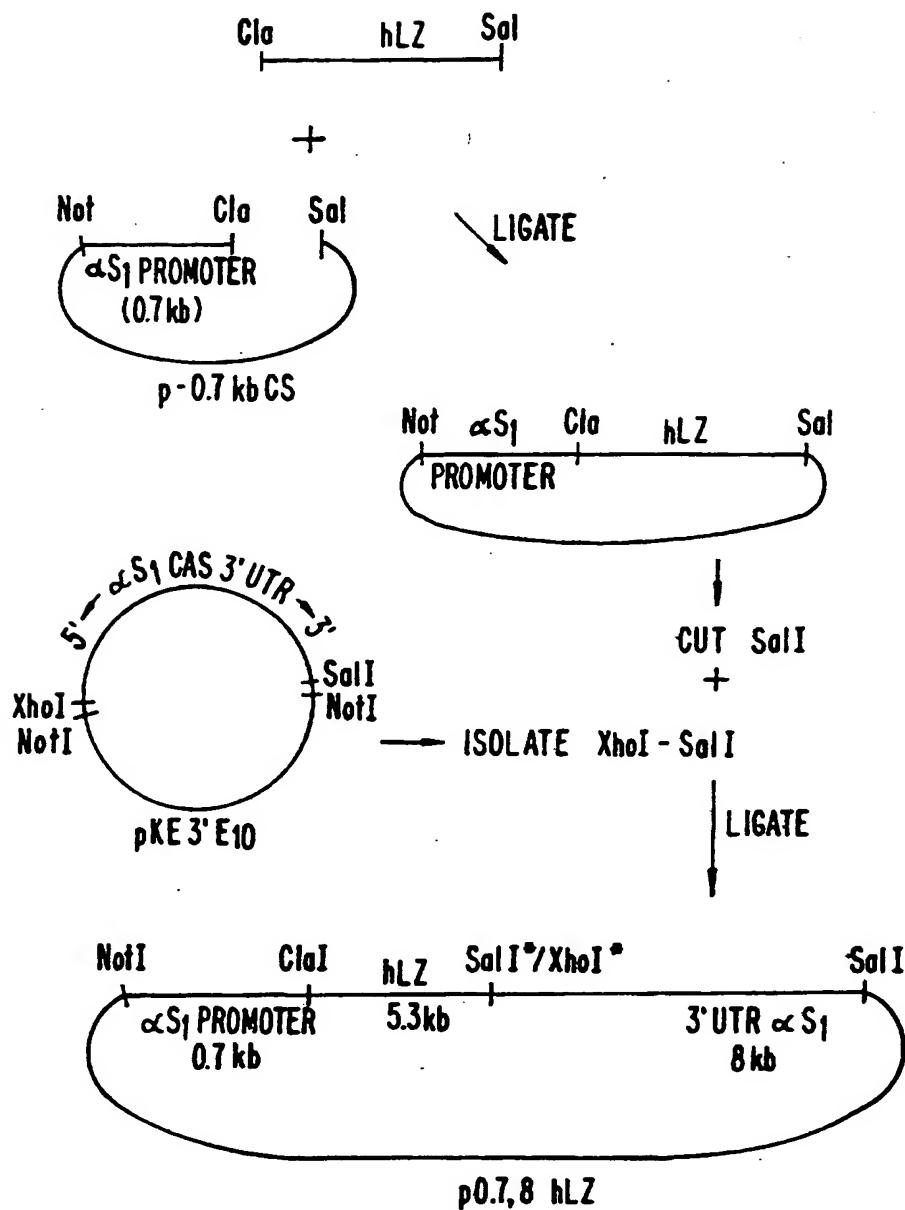 Cla hLZ Sal
+
Not Cla Sal
LIGATE
αS1 PROMOTER
(0.7kb)
p-0.7 kb CS
Not αS1 Cla hLZ Sal
PROMOTER
5' αS1 CAS 3' UTR 3'
CUT SalI
+
SalI
XhoI NotI
NotI
ISOLATE XhoI - SalI
pKE 3' E10
LIGATE
NotI ClaI hLZ SalI*/XhoI* SalI
αS1 PROMOTER 5.3kb 3' UTR αS1
0.7 kb 8 kb
p0.7, 8 hLZ